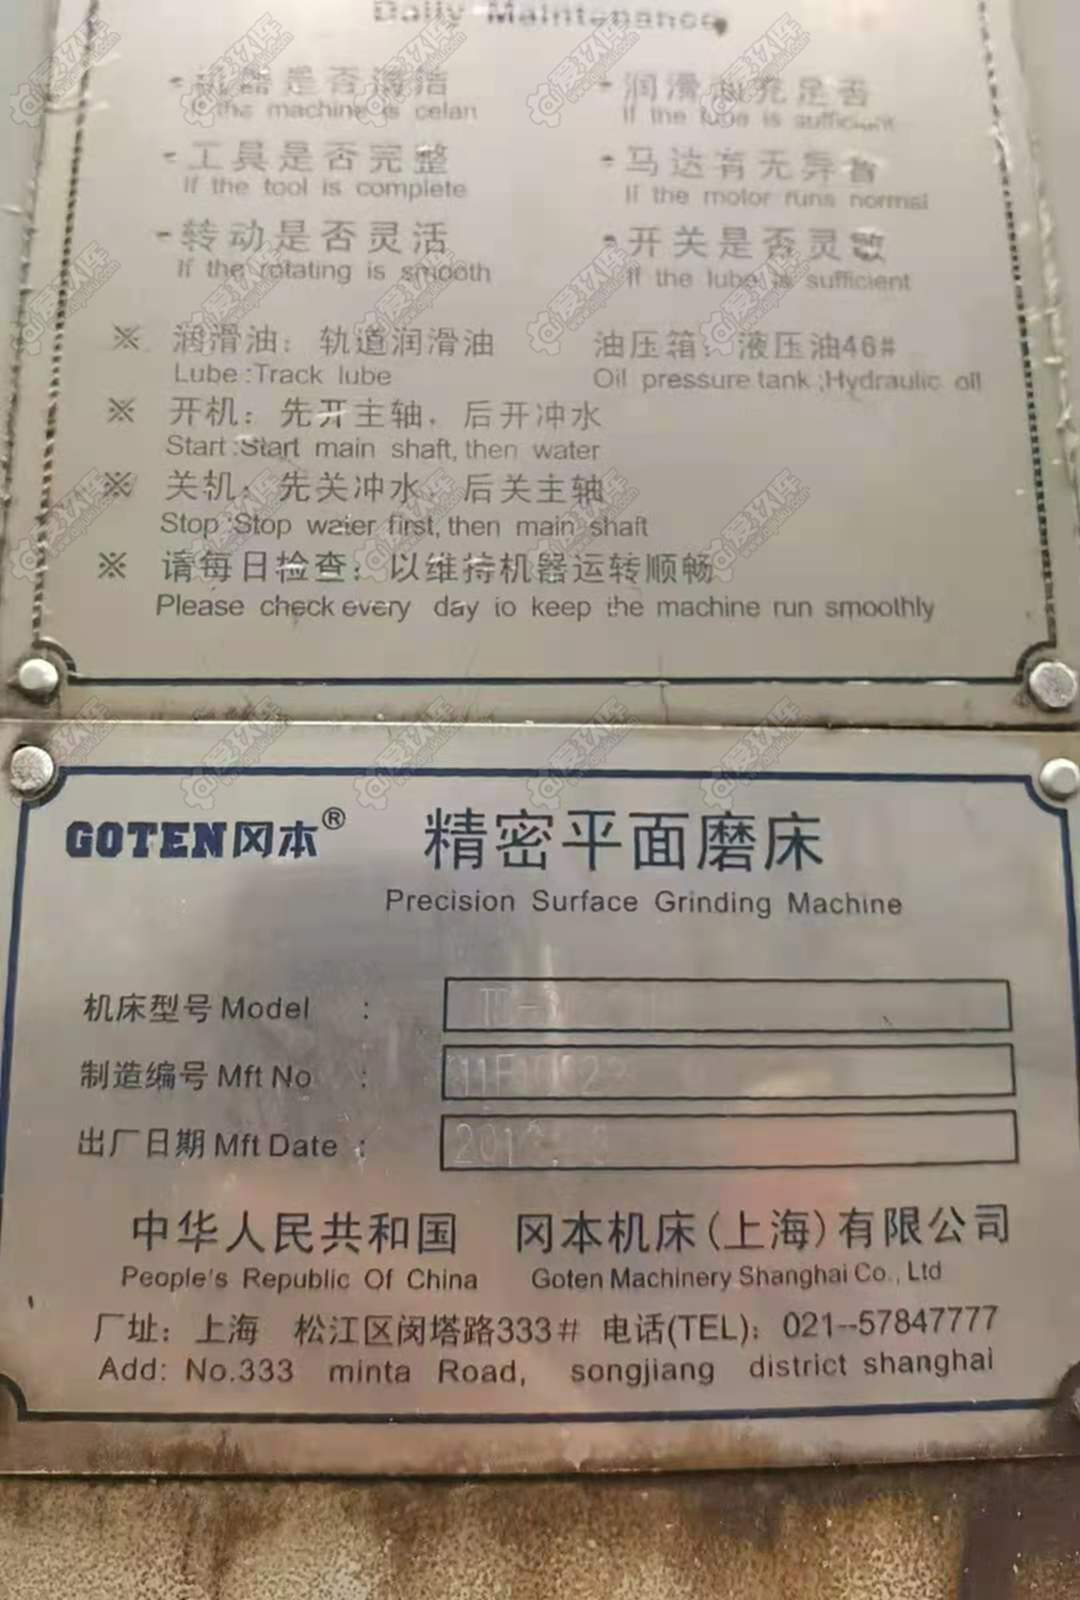 Daily Maintenance
-机器是否清洁
If the machine is celan
-润滑油充足否
If the lube is sufficient
-工具是否完整
If the tool is complete
-马达有无异音
If the motor runs normal
-转动是否灵活
If the rotating is smooth
-开关是否灵敏
If the lube is sufficient
※ 润滑油：轨道润滑油 油压箱：液压油46#
Lube:Track lube Oil pressure tank:Hydraulic oil
※ 开机：先开主轴，后开冲水
Start:Start main shaft, then water
※ 关机：先关冲水，后关主轴
Stop:Stop water first, then main shaft
※ 请每日检查：以维持机器运转顺畅
Please check every day to keep the machine run smoothly
GOTEN冈本® 精密平面磨床
Precision Surface Grinding Machine
机床型号 Model :
制造编号 Mft No :
出厂日期 Mft Date :
中华人民共和国 冈本机床(上海)有限公司
People's Republic Of China Goten Machinery Shanghai Co., Ltd
厂址：上海 松江区闵塔路333# 电话(TEL)：021--57847777
Add: No.333 minta Road, songjiang district shanghai